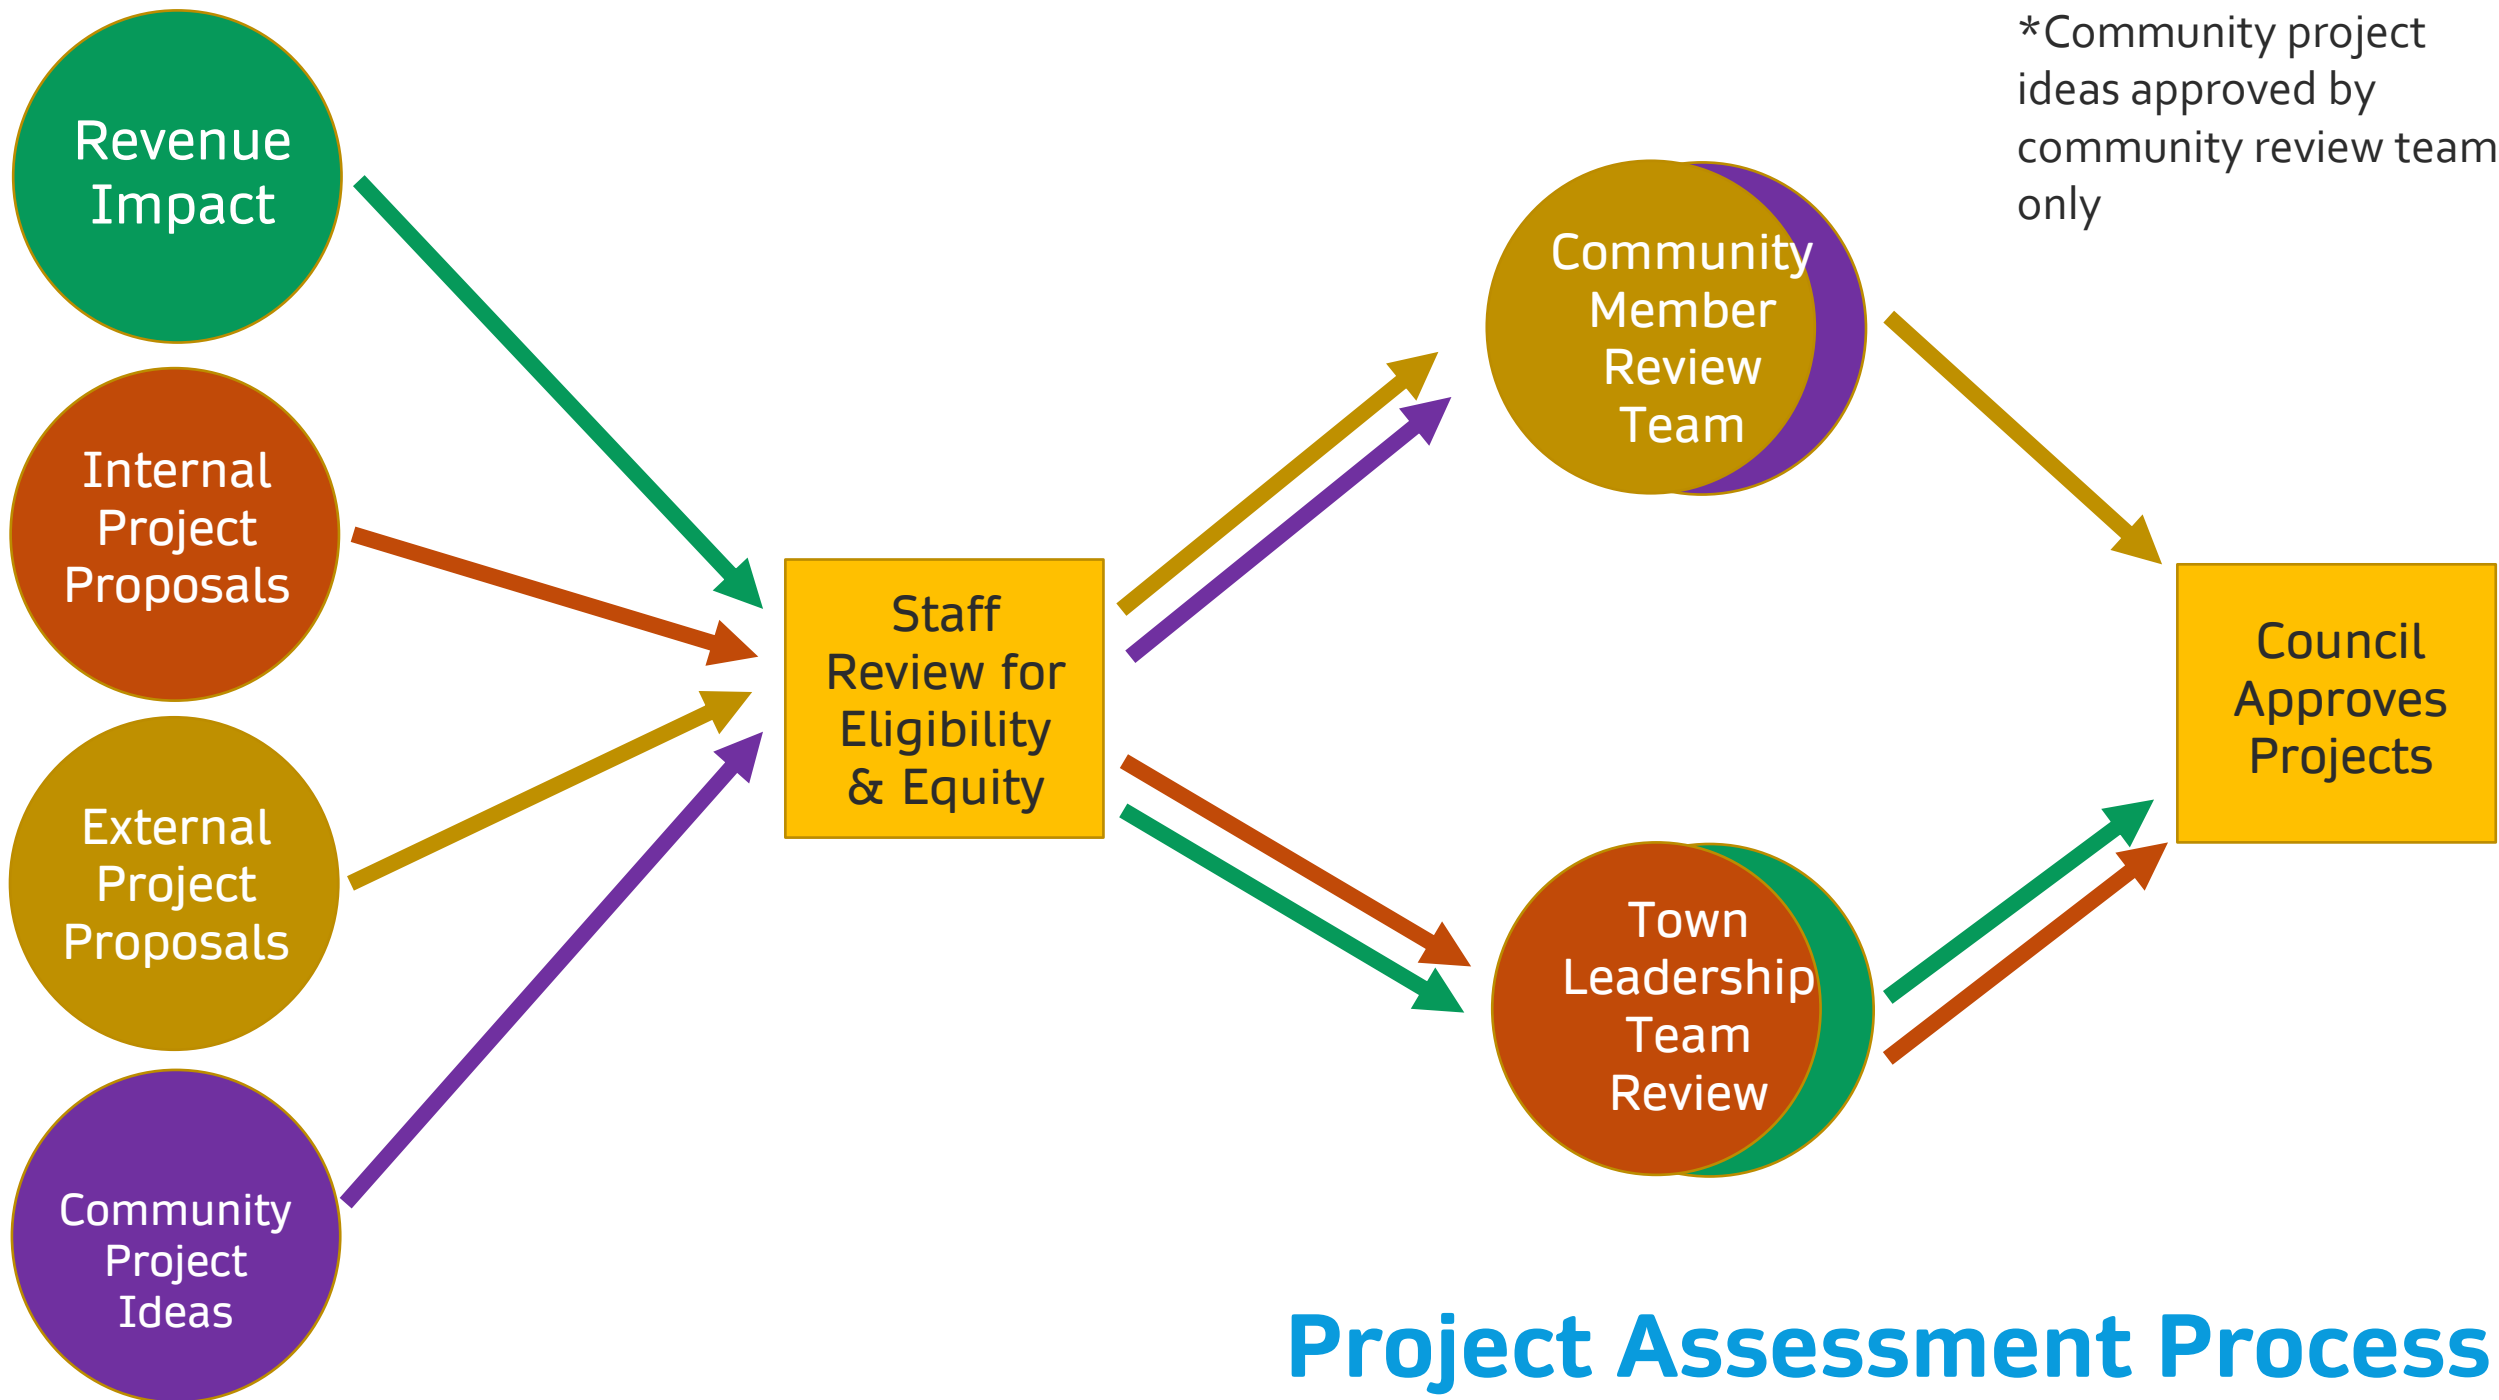 Revenue
Impact
Internal
Project
Proposals
External
Project
Proposals
Community
Project
Ideas
Staff
Review for
Eligibility
& Equity
Community
Member
Review
Team
Town
Leadership
Team
Review
*Community project
ideas approved by
community review team
only
Council
Approves
Projects
Project Assessment Process